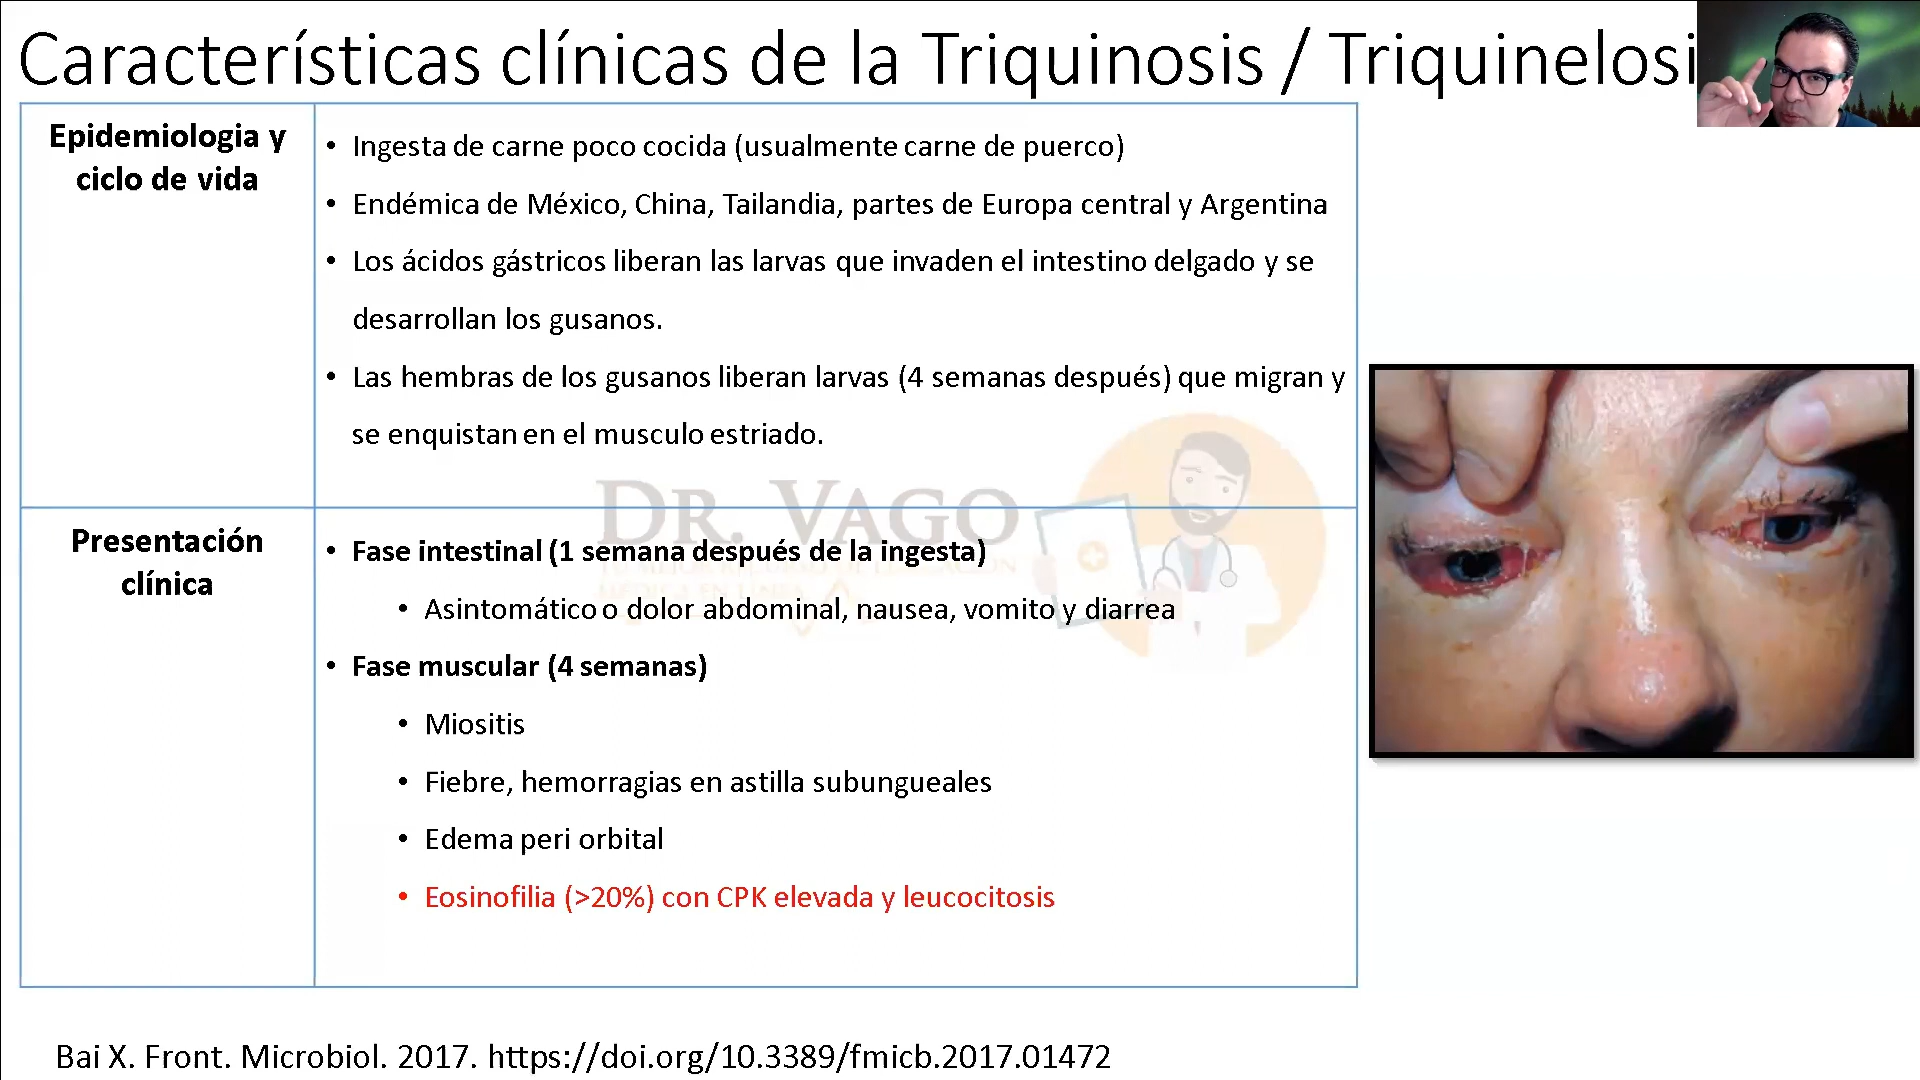 Características clínicas de la Triquinosis / Triquinelosi
Epidemiologia y
ciclo de vida
• Ingesta de carne poco cocida (usualmente carne de puerco)
• Endémica de México, China, Tailandia, partes de Europa central y Argentina
• Los ácidos gástricos liberan las larvas que invaden el intestino delgado y se
desarrollan los gusanos.
• Las hembras de los gusanos liberan larvas (4 semanas después) que migran y
se enquistan en el musculo estriado.
DR. VAGO
Presentación
clínica
• Fase intestinal (1 semana después de la ingesta)
• Asintomático o dolor abdominal, nausea, vomito y diarrea
• Fase muscular (4 semanas)
• Miositis
• Fiebre, hemorragias en astilla subungueales
• Edema peri orbital
• Eosinofilia (>20%) con CPK elevada y leucocitosis
Bai X. Front. Microbiol. 2017. https://doi.org/10.3389/fmicb.2017.01472